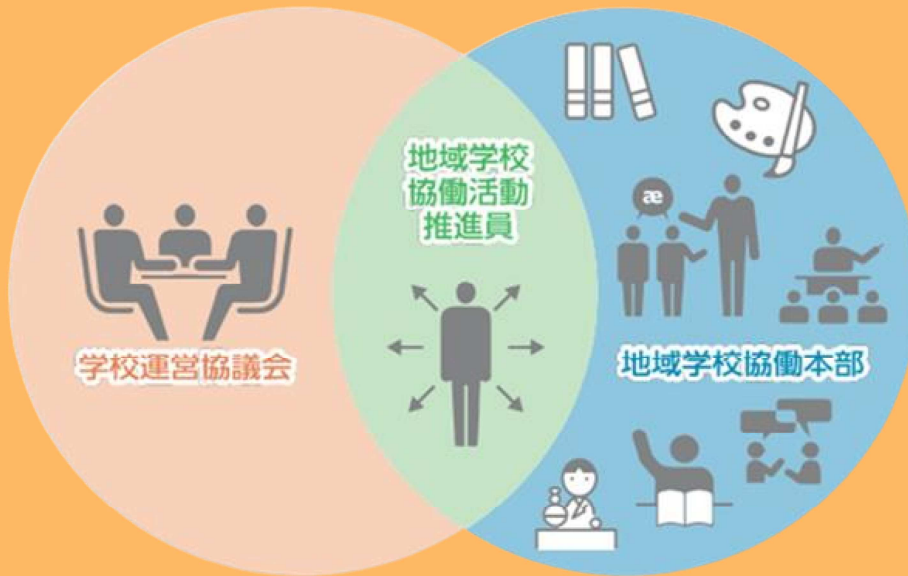 地域学校
協働活動
推進員
æ
学校運営協議会
地域学校協働本部